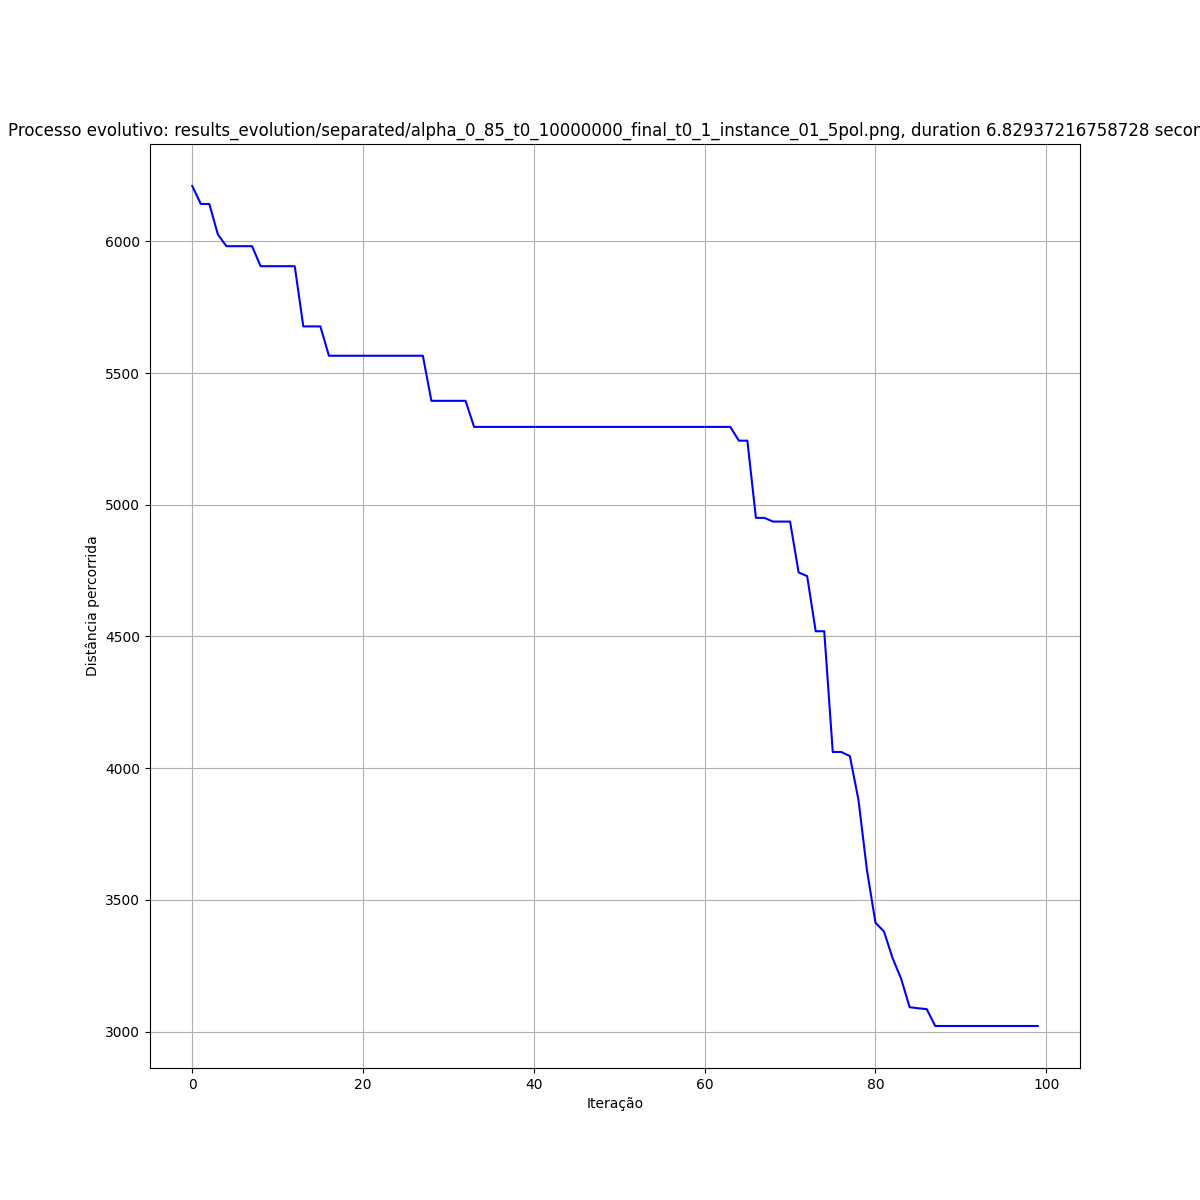 Processo evolutivo: results_evolution/separated/alpha_0_85_t0_10000000_final_t0_1_instance_01_5pol.png, duration 6.82937216758728
6000
5500
5000
4500
4000
3500
3000
Distância percorrida
0 20 40 60 80 100
Iteração